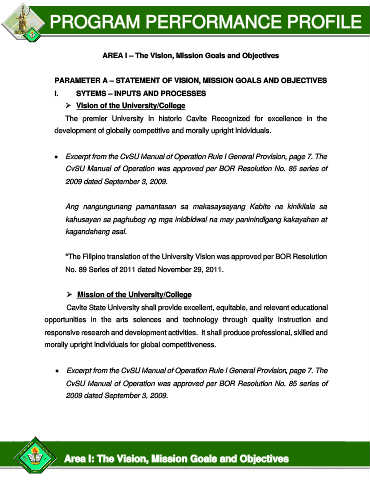 PROGRAM PERFORMANCE PROFILE
AREA I – The Vision, Mission Goals and Objectives
PARAMETER A – STATEMENT OF VISION, MISSION GOALS AND OBJECTIVES
I. SYTEMS – INPUTS AND PROCESSES
➢ Vision of the University/College
The premier University in historic Cavite Recognized for excellence in the
development of globally competitive and morally upright inidviduals.
• Excerpt from the CvSU Manual of Operation Rule I General Provision, page 7. The
CvSU Manual of Operation was approved per BOR Resolution No. 85 series of
2009 dated September 3, 2009.
Ang nangungunang pamantasan sa makasaysayang Kabite na kinikilala sa
kahusayan sa paghubog ng mga inidbidwal na may paninindigang kakayahan at
kagandahang asal.
*The Filipino translation of the University Vision was approved per BOR Resolution
No. 89 Series of 2011 dated November 29, 2011.
➢ Mission of the University/College
Cavite State University shall provide excellent, equitable, and relevant educational
opportunities in the arts sciences and technology through quality instruction and
responsive research and development activities. It shall produce professional, skilled and
morally upright individuals for global competitiveness.
• Excerpt from the CvSU Manual of Operation Rule I General Provision, page 7. The
CvSU Manual of Operation was approved per BOR Resolution No. 85 series of
2009 dated September 3, 2009.
Area I: The Vision, Mission Goals and Objectives